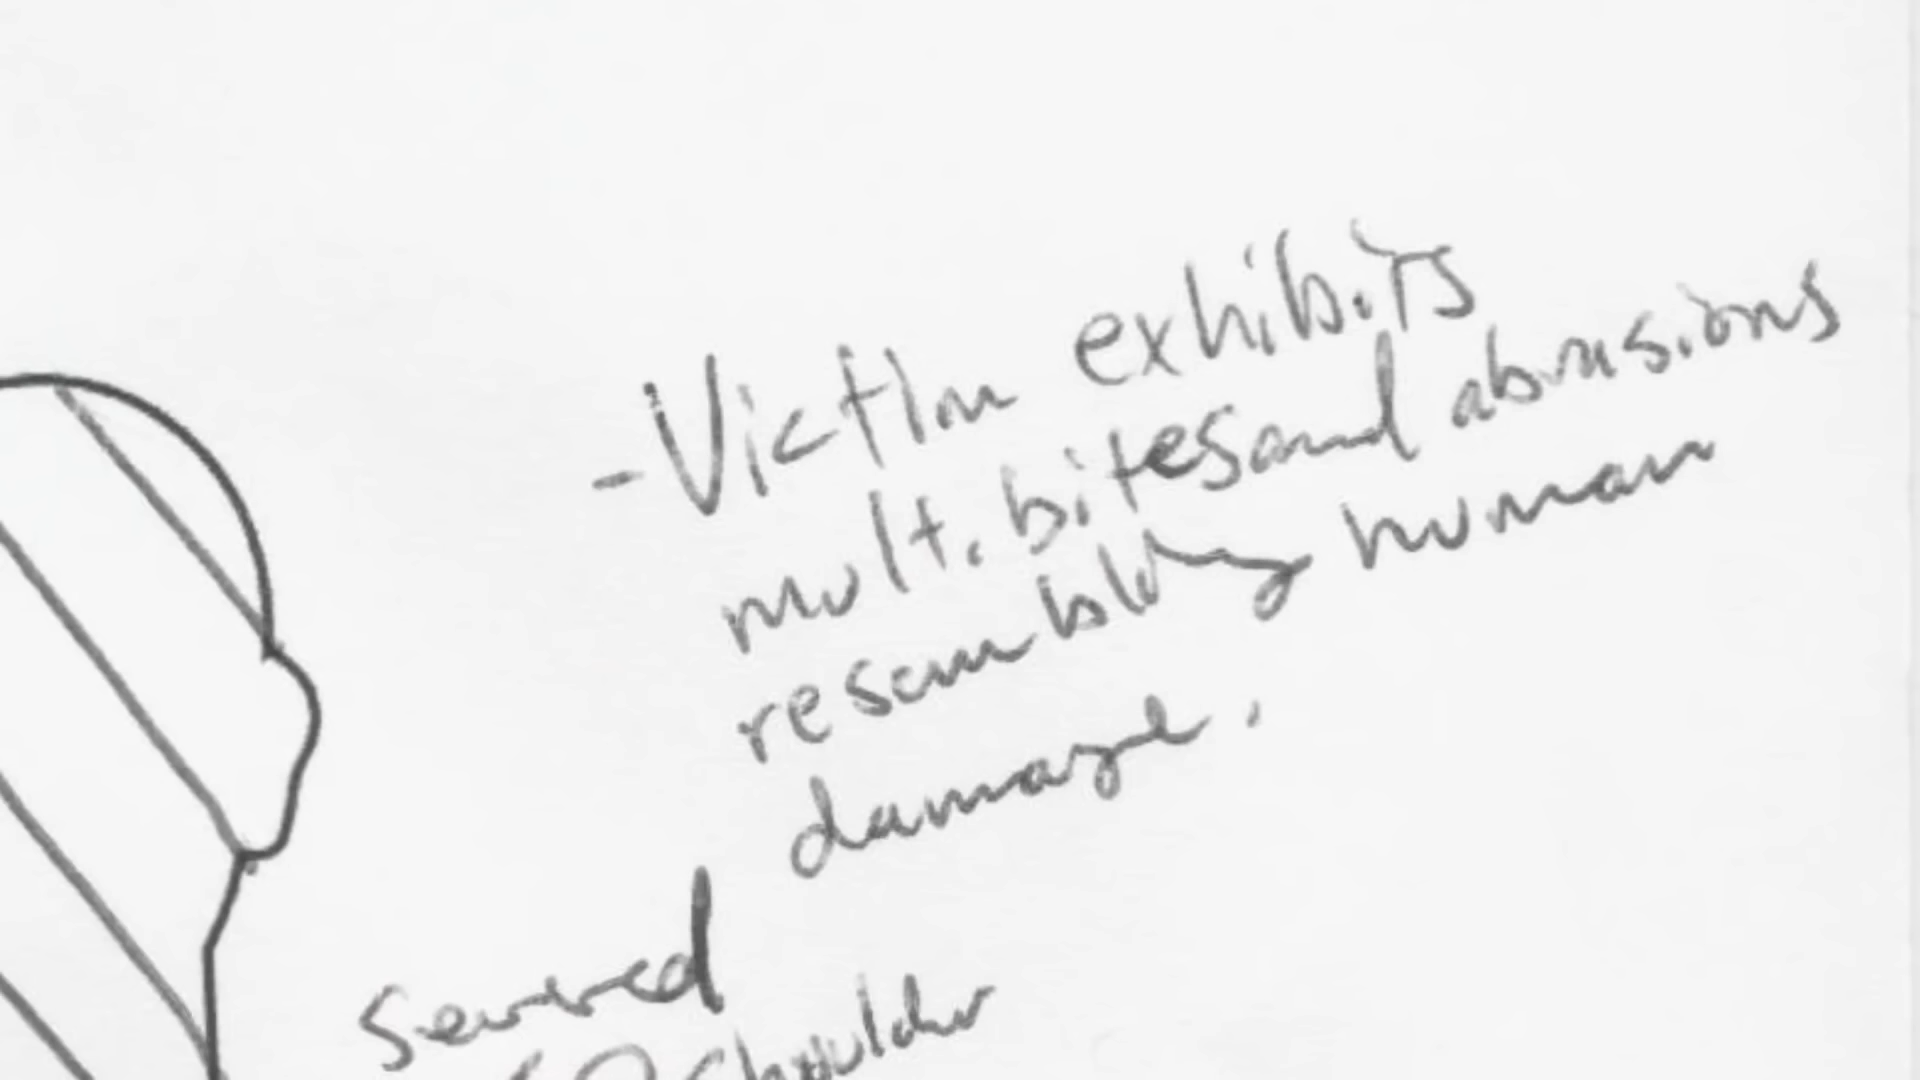 - Victim exhibits
mult. bites and abrasions
resembling human
damage.
severed
shoulder